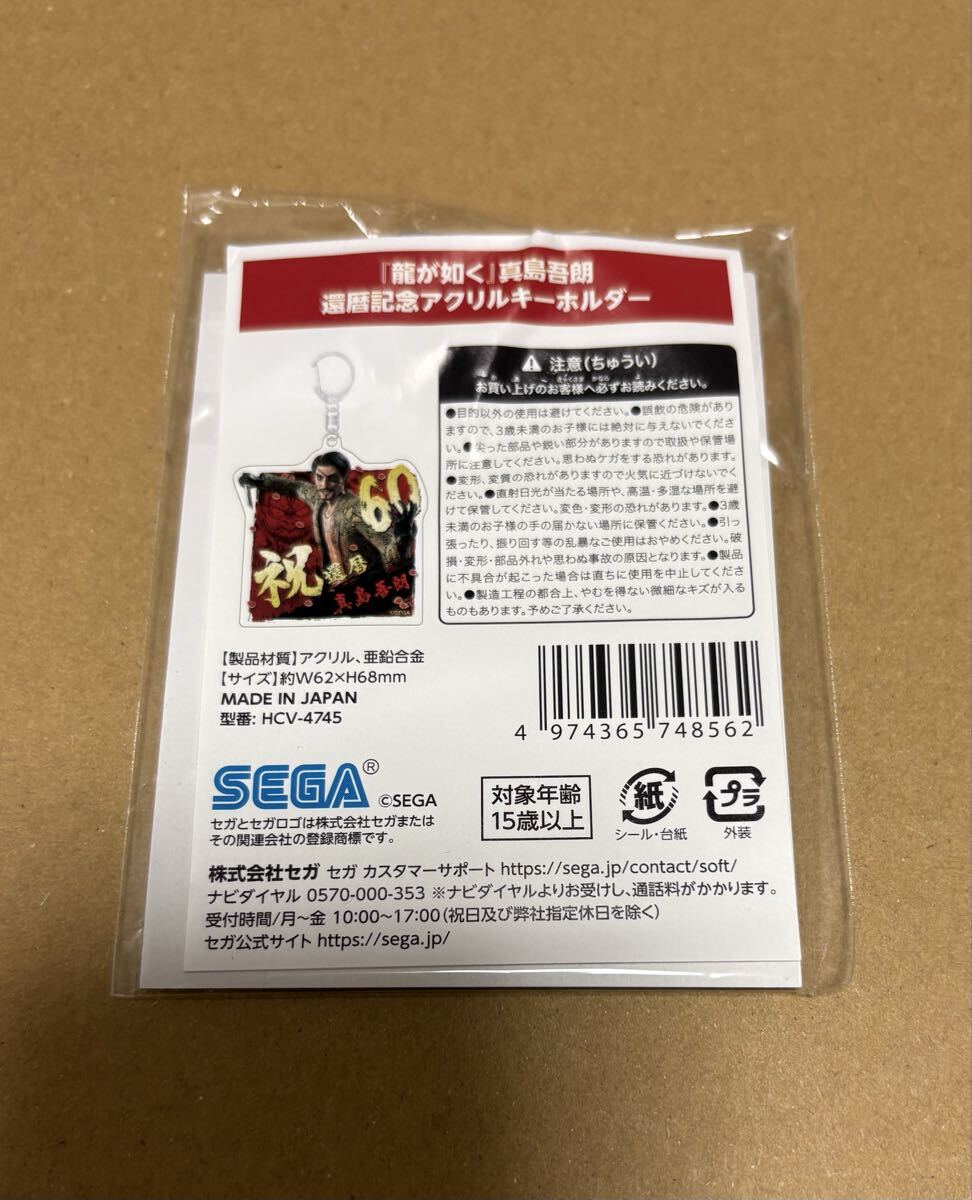 『龍が如く』真島吾朗
還暦記念アクリルキーホルダー
60
祝
還暦
真島吾朗
©SEGA
注意(ちゅうい)
お買い上げのお客様へ必ずお読みください。
●目的以外の使用は避けてください。●誤飲の危険があり
ますので、3歳未満のお子様には絶対に与えないでくださ
い。●尖った部品や鋭い部分がありますので取扱や保管場
所に注意してください。思わぬケガをする恐れがあります。
●変形、変質の恐れがありますので火気に近づけないでく
ださい。●直射日光が当たる場所や、高温・多湿な場所を避
けて保管してください。変色・変形の恐れがあります。●3歳
未満のお子様の手の届かない場所に保管ください。●引っ
張ったり、振り回す等の乱暴なご使用はおやめください。破
損・変形・部品外れや思わぬ事故の原因となります。●製品
に不具合が起こった場合は直ちに使用を中止してくださ
い。●製造工程の都合上、やむを得ない微細なキズが入る
ものもあります。予めご了承ください。
【製品材質】アクリル、亜鉛合金
【サイズ】約W62×H68mm
MADE IN JAPAN
型番: HCV-4745
4 974365 748562
SEGA® ©SEGA
セガとセガロゴは株式会社セガまたは
その関連会社の登録商標です。
対象年齢
15歳以上
紙
シール・台紙
プラ
外装
株式会社セガ セガ カスタマーサポート https://sega.jp/contact/soft/
ナビダイヤル 0570-000-353 ※ナビダイヤルよりお受けし、通話料がかかります。
受付時間/月~金 10:00~17:00(祝日及び弊社指定休日を除く)
セガ公式サイト https://sega.jp/